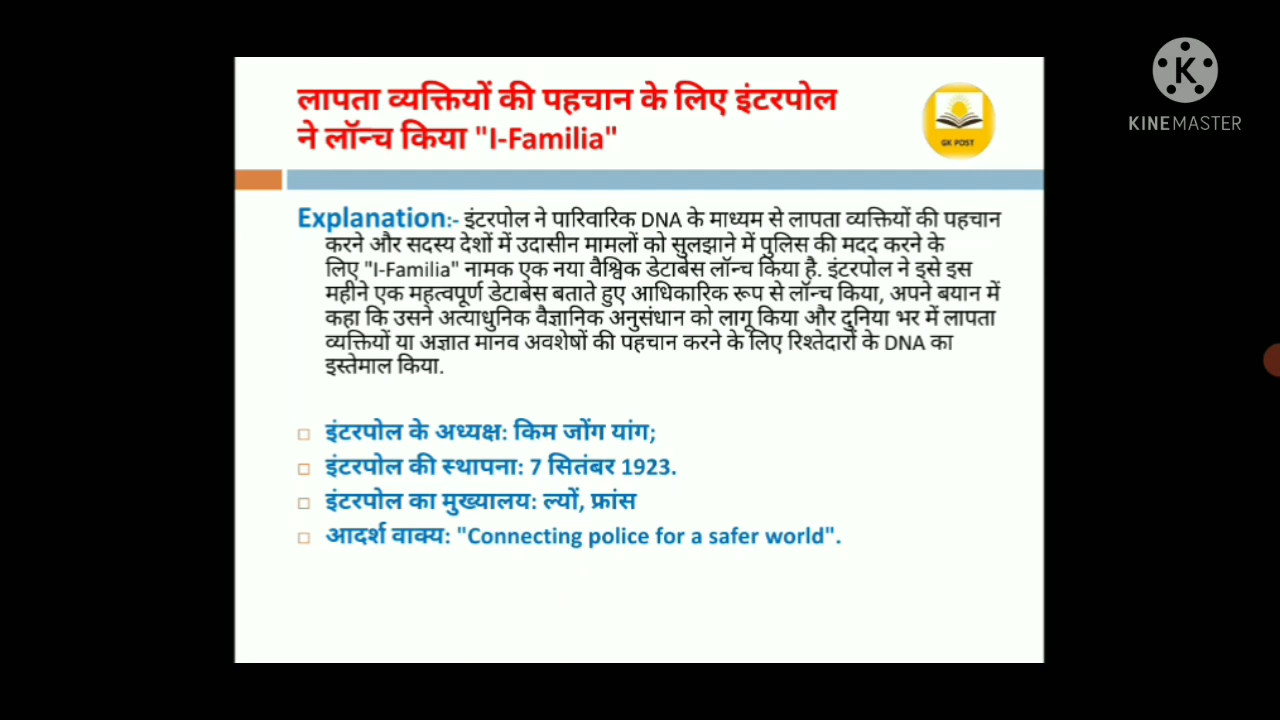 लापता व्यक्तियों की पहचान के लिए इंटरपोल
ने लॉन्च किया "I-Familia"
GK POST
KINEMASTER
Explanation:- इंटरपोल ने पारिवारिक DNA के माध्यम से लापता व्यक्तियों की पहचान
करने और सदस्य देशों में उदासीन मामलों को सुलझाने में पुलिस की मदद करने के
लिए "I-Familia" नामक एक नया वैश्विक डेटाबेस लॉन्च किया है. इंटरपोल ने इसे इस
महीने एक महत्वपूर्ण डेटाबेस बताते हुए आधिकारिक रूप से लॉन्च किया, अपने बयान में
कहा कि उसने अत्याधुनिक वैज्ञानिक अनुसंधान को लागू किया और दुनिया भर में लापता
व्यक्तियों या अज्ञात मानव अवशेषों की पहचान करने के लिए रिश्तेदारों के DNA का
इस्तेमाल किया.
इंटरपोल के अध्यक्ष: किम जोंग यांग;
इंटरपोल की स्थापना: 7 सितंबर 1923.
इंटरपोल का मुख्यालय: ल्यों, फ्रांस
आदर्श वाक्य: "Connecting police for a safer world".